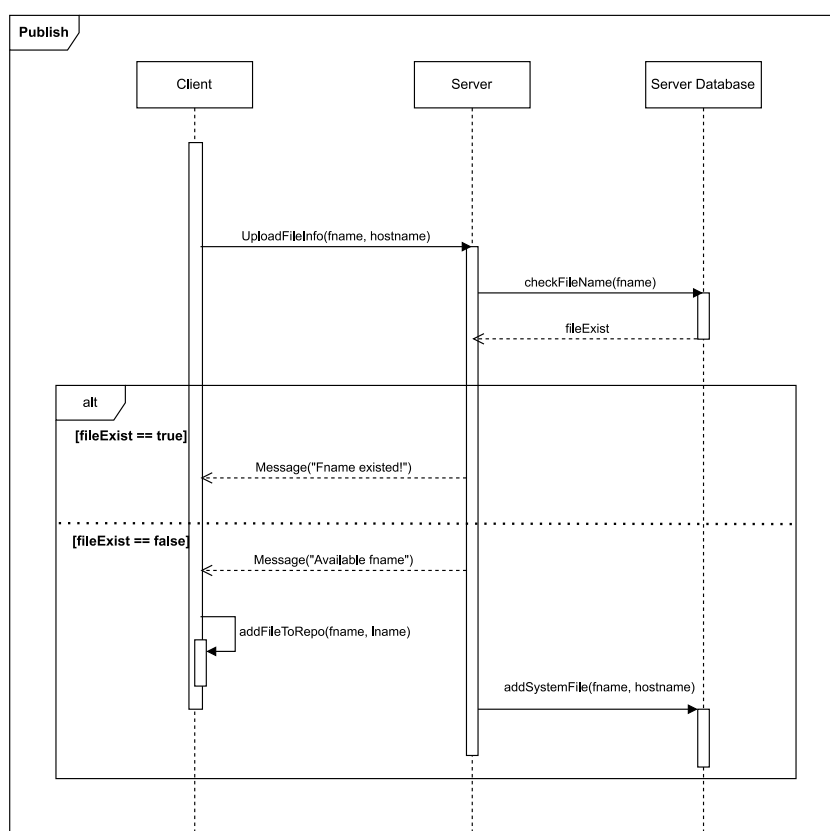 Publish
Client
Server
Server Database
UploadFileInfo(fname, hostname)
checkFileName(fname)
fileExist
alt
[fileExist == true]
Message("Fname existed!")
[fileExist == false]
Message("Available fname")
addFileToRepo(fname, lname)
addSystemFile(fname, hostname)